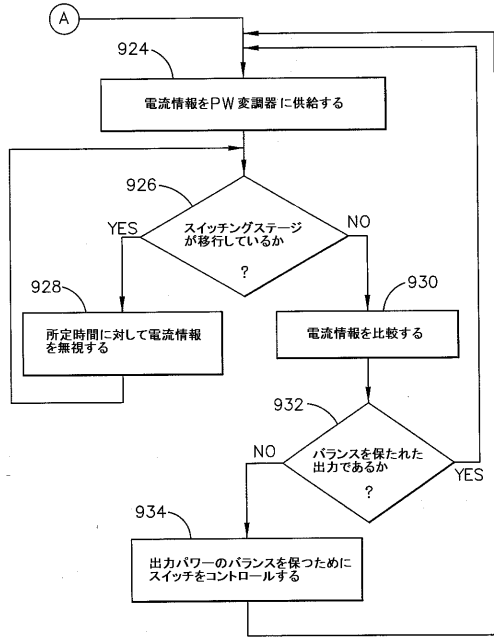 A
924
電流情報をPW変調器に供給する
926
スイッチングステージ
が移行しているか
?
YES
NO
928
所定時間に対して電流情報
を無視する
930
電流情報を比較する
932
バランスを保たれた
出力であるか
?
NO
YES
934
出力パワーのバランスを保つために
スイッチをコントロールする